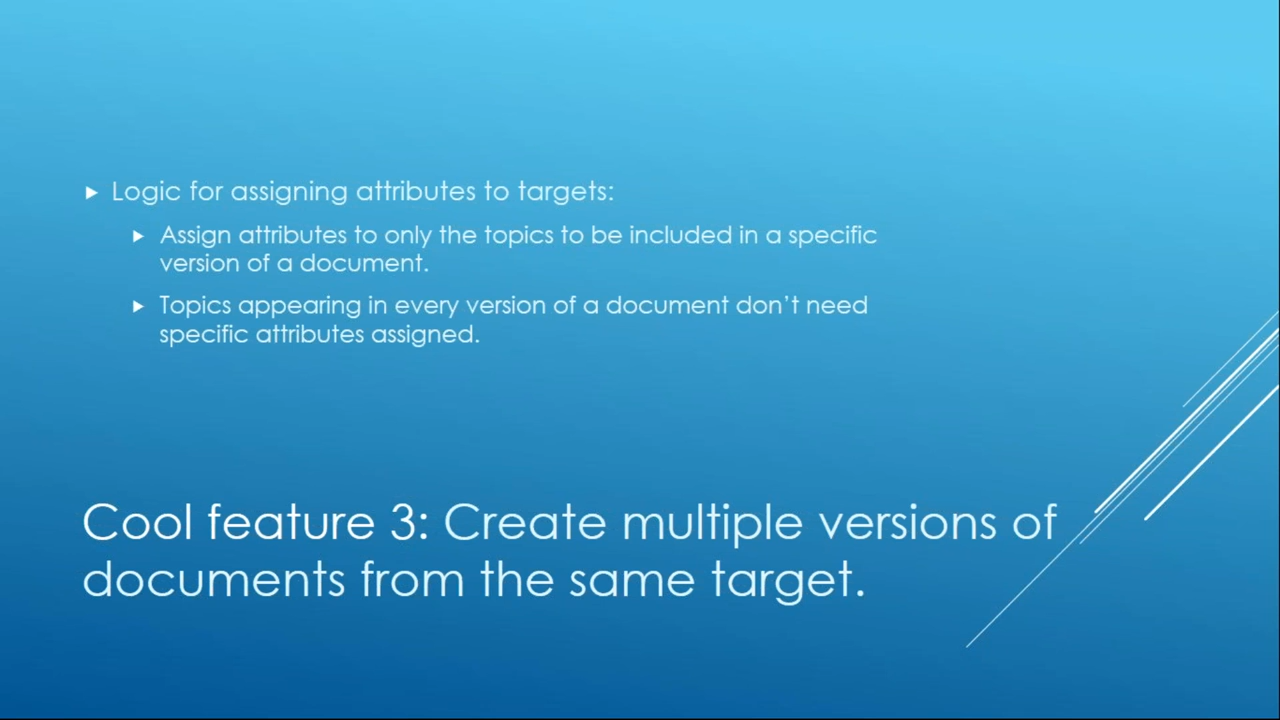 Logic for assigning attributes to targets:
Assign attributes to only the topics to be included in a specific
version of a document.
Topics appearing in every version of a document don’t need
specific attributes assigned.
Cool feature 3: Create multiple versions of
documents from the same target.